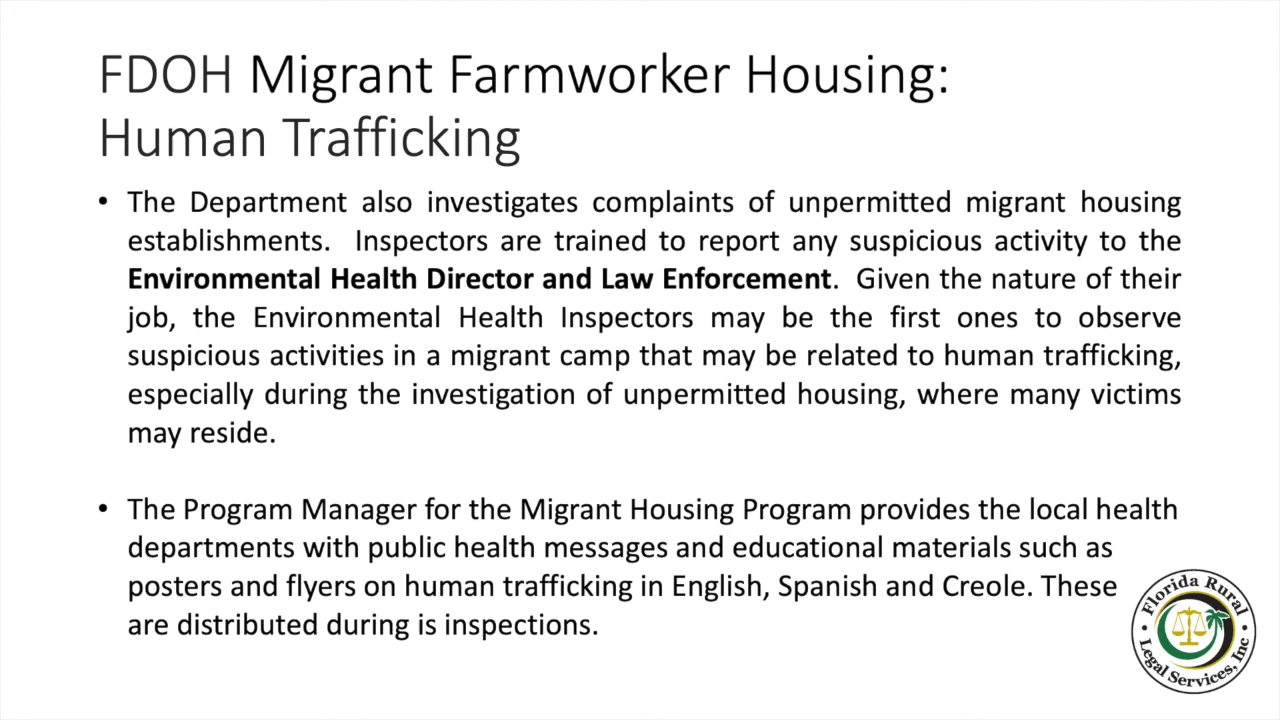 FDOH Migrant Farmworker Housing:
Human Trafficking
• The Department also investigates complaints of unpermitted migrant housing
establishments. Inspectors are trained to report any suspicious activity to the
Environmental Health Director and Law Enforcement. Given the nature of their
job, the Environmental Health Inspectors may be the first ones to observe
suspicious activities in a migrant camp that may be related to human trafficking,
especially during the investigation of unpermitted housing, where many victims
may reside.
• The Program Manager for the Migrant Housing Program provides the local health
departments with public health messages and educational materials such as
posters and flyers on human trafficking in English, Spanish and Creole. These
are distributed during is inspections.
• Florida Rural •
Legal Services, Inc